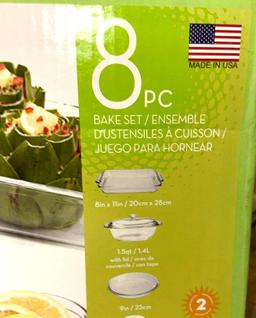 8 PC
MADE IN USA
BAKE SET / ENSEMBLE
D'USTENSILES À CUISSON /
JUEGO PARA HORNEAR
8in x 11in / 20cm x 28cm
1.5qt / 1.4L
with lid / avec de
couvercle / con tapa
9in / 23cm
2